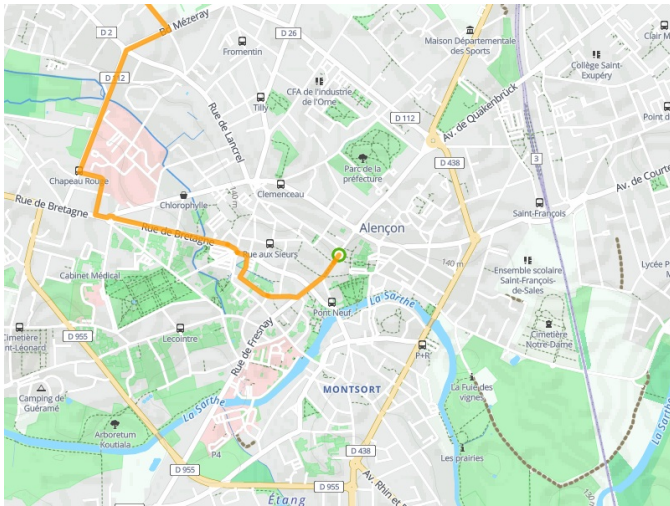 D 2
Bd Mézeray
D 26
Fromentin
Maison Départementale
des Sports
Collège Saint-
Exupéry
Clair M
D 112
Tilly
CFA de l'industrie
de l'Orne
D 112
Av. de Quakenbrück
Point d
Rue de Lancrel
D 438
3
Chapeau Rouge
Parc de la
préfecture
Av. de Courte
Clemenceau
140 m
Chlorophylle
Rue de Bretagne
Saint-François
Rue de Bretagne
Alençon
Rue aux Sieurs
140 m
Lycée P
M
Cabinet Médical
Ensemble scolaire
Saint-François-
de-Sales
La Sarthe
Pont Neuf
Cimetière
nt-Léonard
D 955
Lecointre
Rue de Fresnay
Cimetière
Notre-Dame
P+R
MONTSORT
La Fuie des
vignes
Camping de
Guéramé
La Sarthe
Arboretum
Koutiala
La Sarthe
P4
D 438
Les prairies
D 955
Av. Rhin et
D 955
130 m
Étang